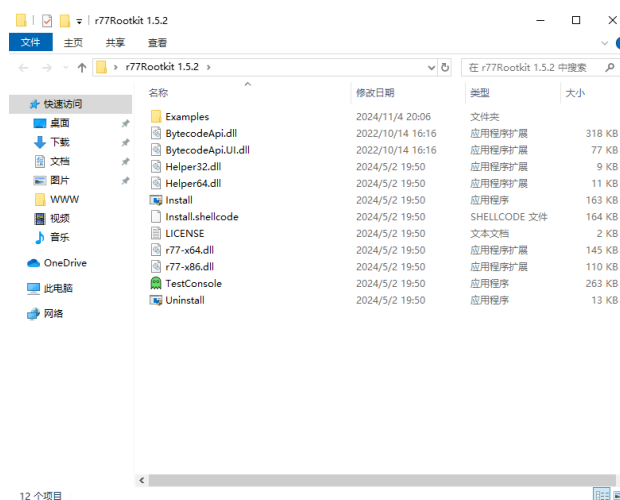 r77Rootkit 1.5.2
文件 主页 共享 查看
r77Rootkit 1.5.2 在 r77Rootkit 1.5.2 中搜索
名称 修改日期 类型 大小
快速访问
桌面
下载
文档
图片
WWW
视频
音乐
OneDrive
此电脑
网络
Examples 2024/11/4 20:06 文件夹
BytecodeApi.dll 2022/10/14 16:16 应用程序扩展 318 KB
BytecodeApi.UI.dll 2022/10/14 16:16 应用程序扩展 77 KB
Helper32.dll 2024/5/2 19:50 应用程序扩展 9 KB
Helper64.dll 2024/5/2 19:50 应用程序扩展 11 KB
Install 2024/5/2 19:50 应用程序 163 KB
Install.shellcode 2024/5/2 19:50 SHELLCODE 文件 164 KB
LICENSE 2024/5/2 19:50 文本文档 2 KB
r77-x64.dll 2024/5/2 19:50 应用程序扩展 145 KB
r77-x86.dll 2024/5/2 19:50 应用程序扩展 110 KB
TestConsole 2024/5/2 19:50 应用程序 263 KB
Uninstall 2024/5/2 19:50 应用程序 13 KB
12 个项目